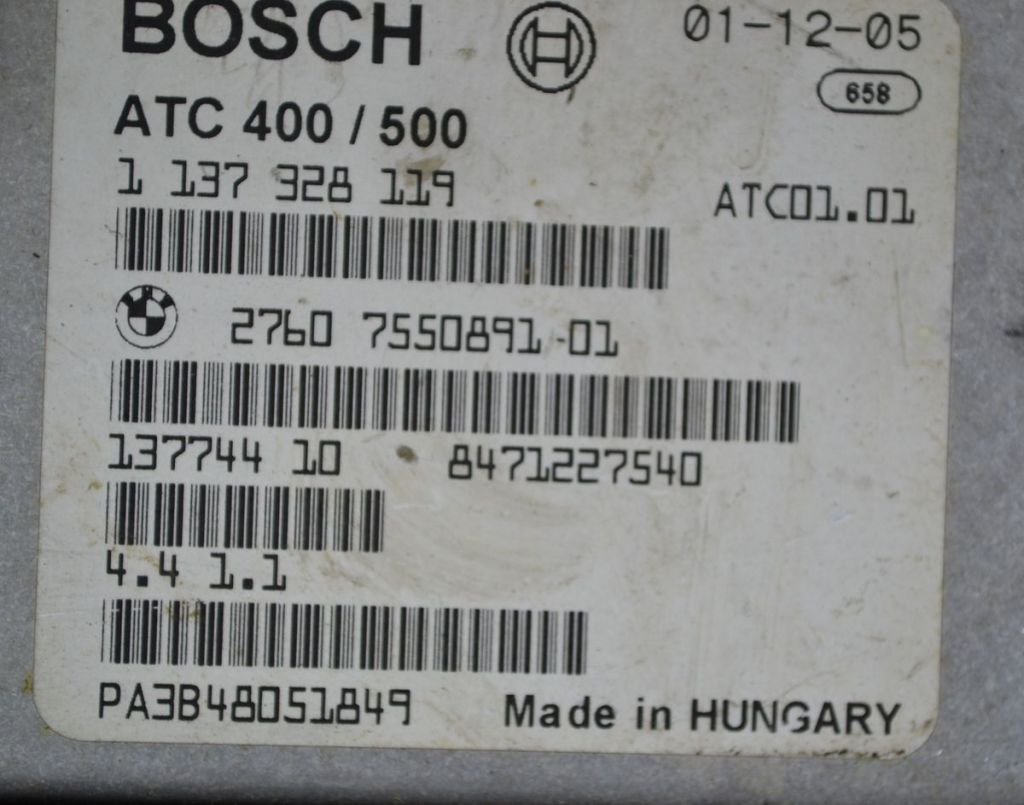 BOSCH 01-12-05
658
ATC 400 / 500
1 137 328 119 ATC01.01
2760 7550891-01
137744 10 8471227540
4.4 1.1
PA3B48051849 Made in HUNGARY